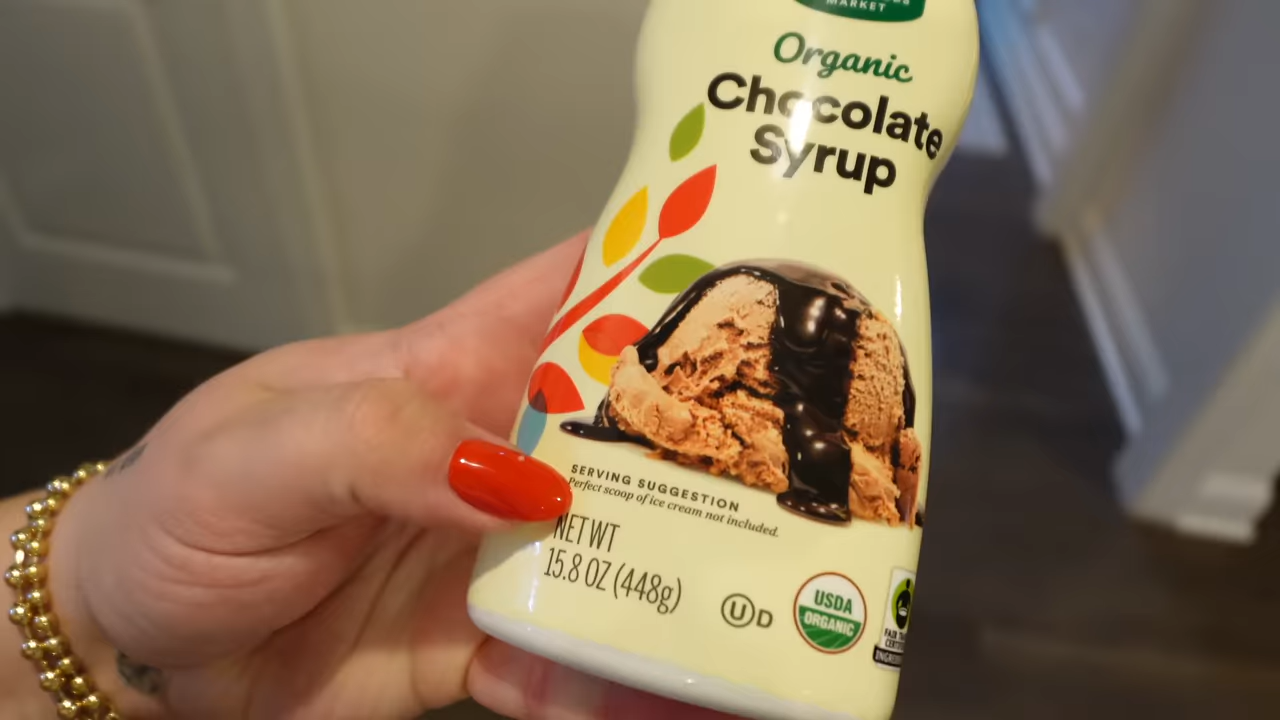 MARKET
Organic
Chocolate
Syrup
SERVING SUGGESTION
Perfect scoop of ice cream not included.
NET WT
15.8 OZ (448g)
U D
USDA
ORGANIC
FAIR